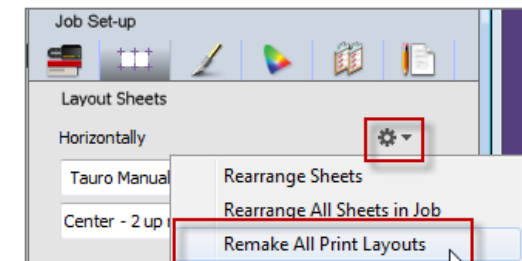 Job Set-up
Layout Sheets
Horizontally
Tauro Manual
Rearrange Sheets
Center - 2 up
Rearrange All Sheets in Job
Remake All Print Layouts